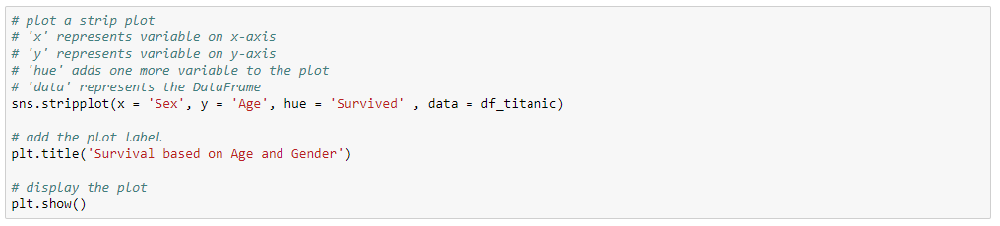 # plot a strip plot
# 'x' represents variable on x-axis
# 'y' represents variable on y-axis
# 'hue' adds one more variable to the plot
# 'data' represents the DataFrame
sns.stripplot(x = 'Sex', y = 'Age', hue = 'Survived' , data = df_titanic)

# add the plot label
plt.title('Survival based on Age and Gender')

# display the plot
plt.show()